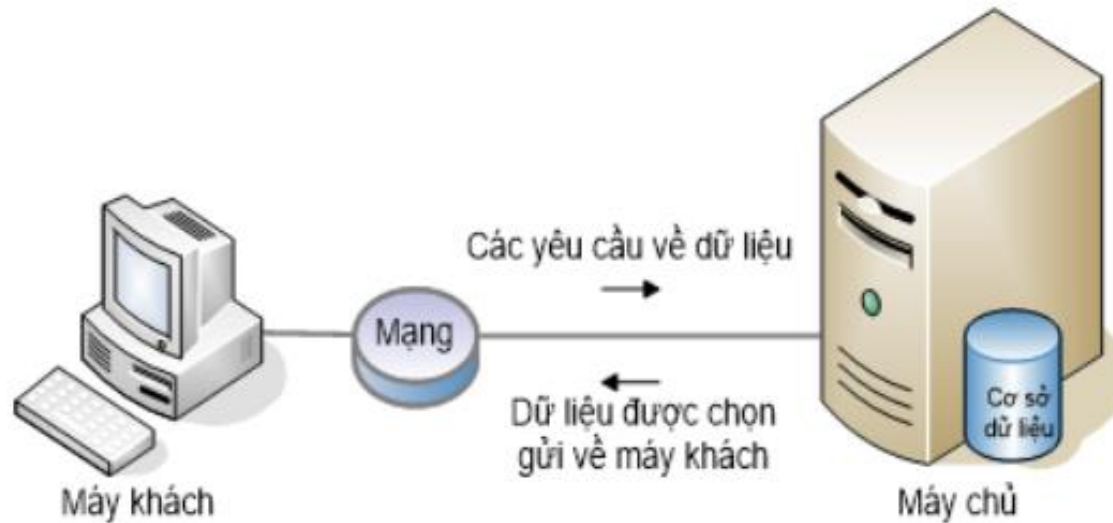 Các yêu cầu về dữ liệu
Mạng
Dữ liệu được chọn
gửi về máy khách
Cơ sở
dữ liệu
Máy khách
Máy chủ